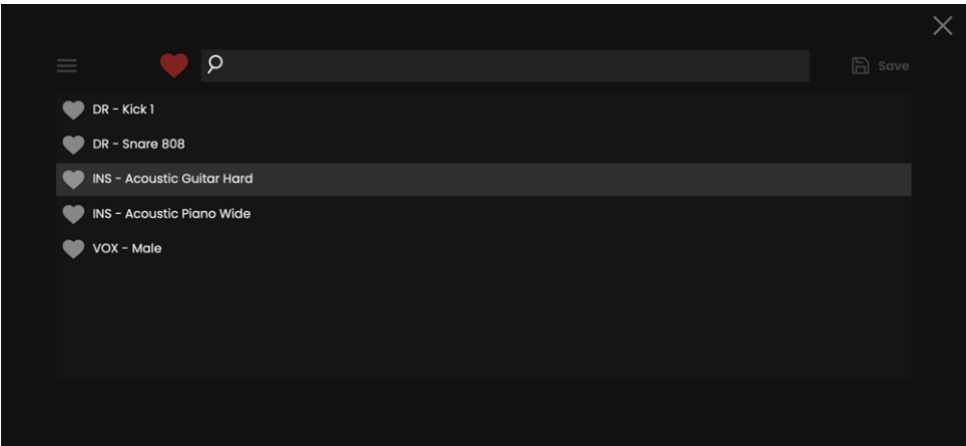 Save
DR - Kick 1
DR - Snare 808
INS - Acoustic Guitar Hard
INS - Acoustic Piano Wide
VOX - Male